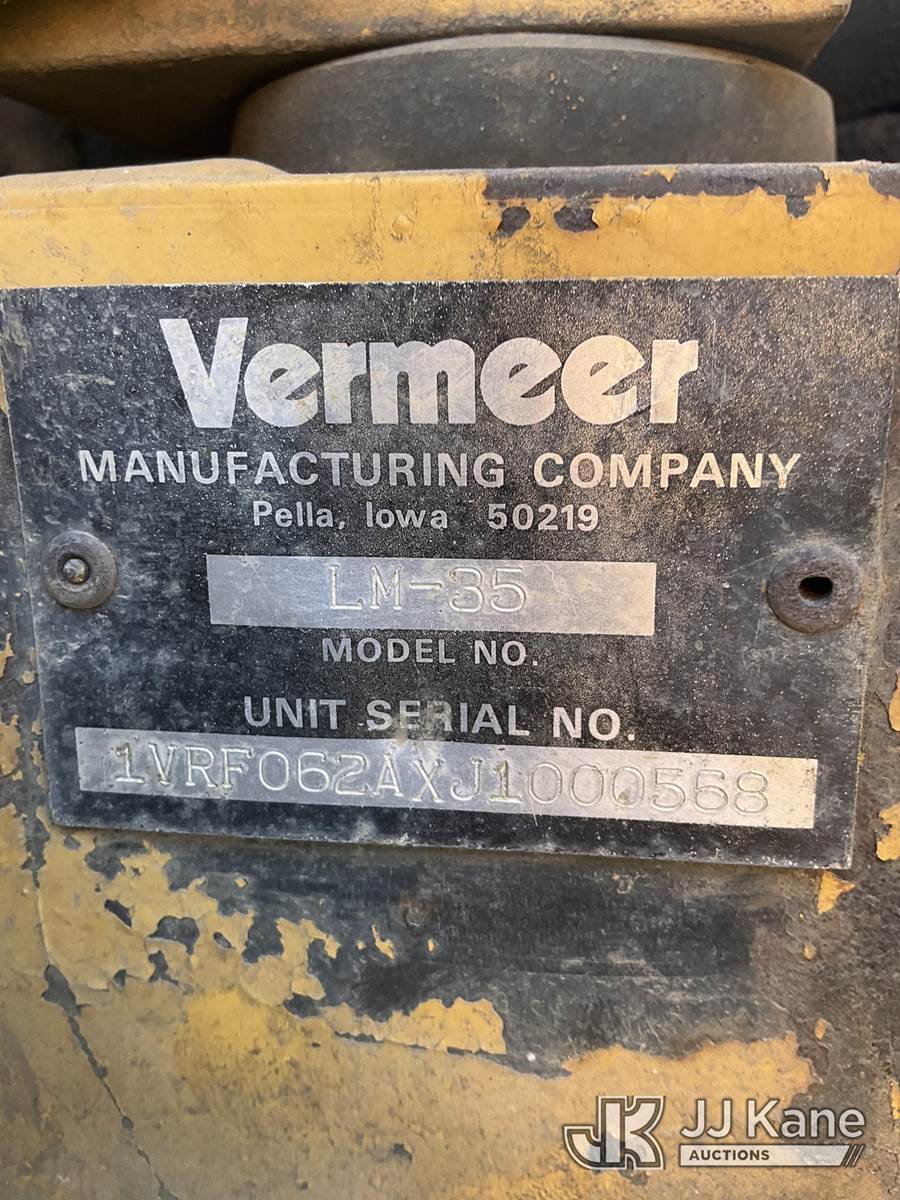 Vermeer
MANUFACTURING COMPANY
Pella, Iowa 50219
LM-35
MODEL NO.
UNIT SERIAL NO.
1VRF062AXJ1000568
JK JJ Kane
AUCTIONS